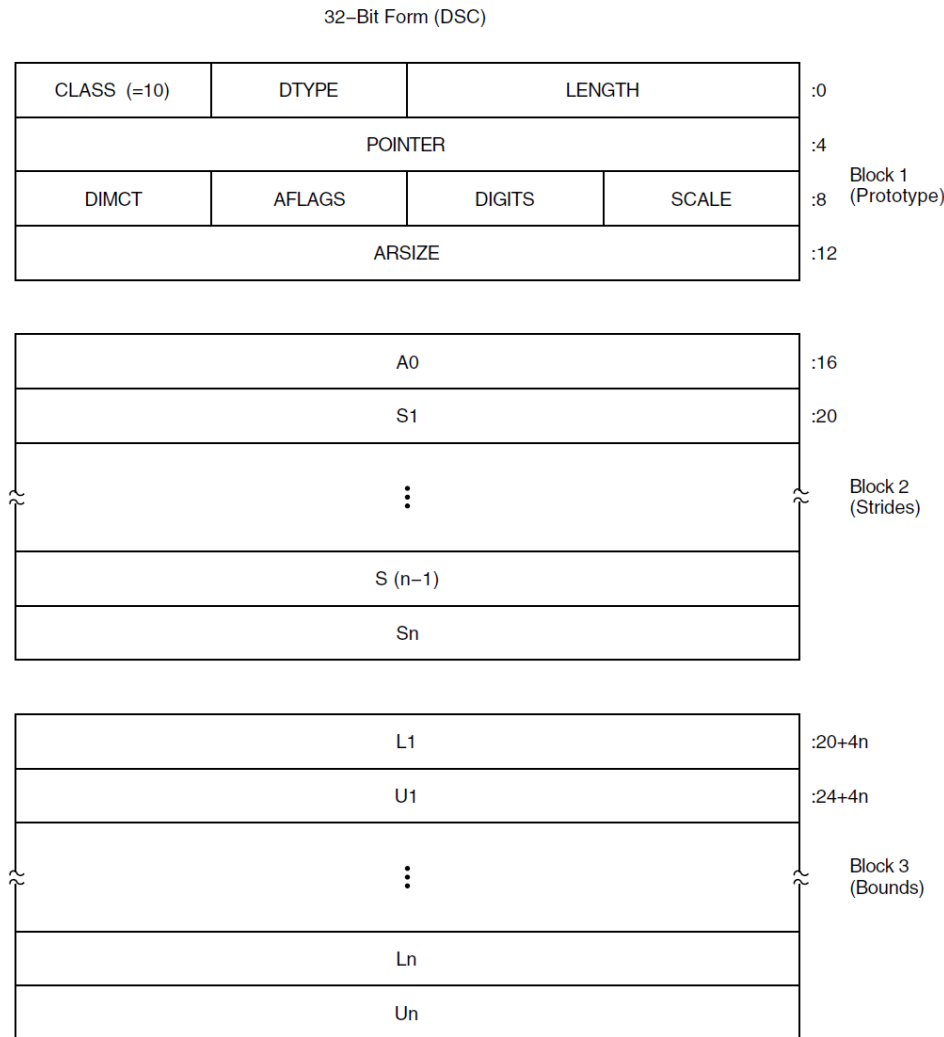 32–Bit Form (DSC)
CLASS (=10) DTYPE LENGTH :0
POINTER :4
Block 1
(Prototype)
DIMCT AFLAGS DIGITS SCALE :8
ARSIZE :12
A0 :16
S1 :20
Block 2
(Strides)
S (n–1)
Sn
L1 :20+4n
U1 :24+4n
Block 3
(Bounds)
Ln
Un